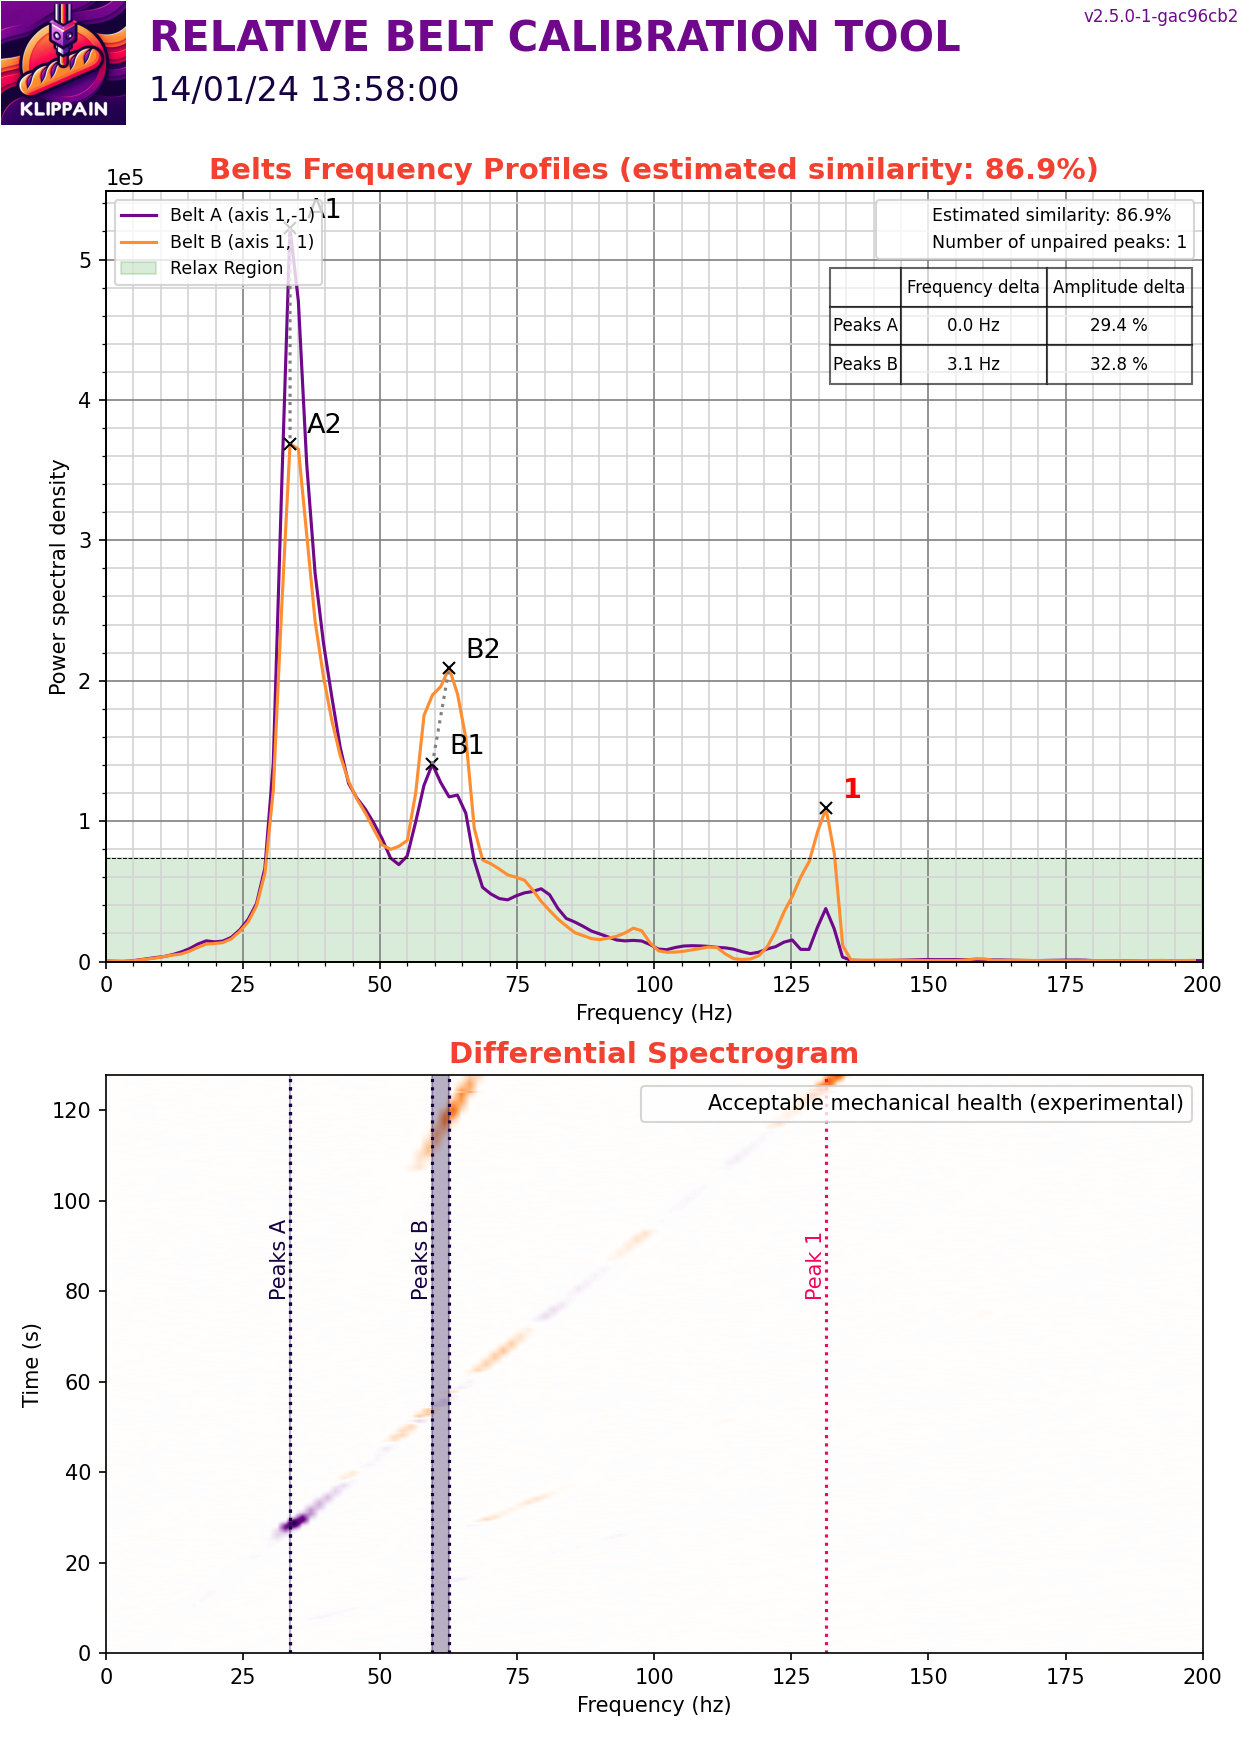 KLIPPAIN
RELATIVE BELT CALIBRATION TOOL
14/01/24 13:58:00
v2.5.0-1-gac96cb2
Belts Frequency Profiles (estimated similarity: 86.9%)
1e5
Belt A (axis 1,-1)
Belt B (axis 1, 1)
Relax Region
A1
A2
B2
B1
1
Estimated similarity: 86.9%
Number of unpaired peaks: 1
Frequency delta Amplitude delta
Peaks A 0.0 Hz 29.4 %
Peaks B 3.1 Hz 32.8 %
Power spectral density
5
4
3
2
1
0
0 25 50 75 100 125 150 175 200
Frequency (Hz)
Differential Spectrogram
Acceptable mechanical health (experimental)
Peaks A
Peaks B
Peak 1
Time (s)
120
100
80
60
40
20
0
0 25 50 75 100 125 150 175 200
Frequency (hz)